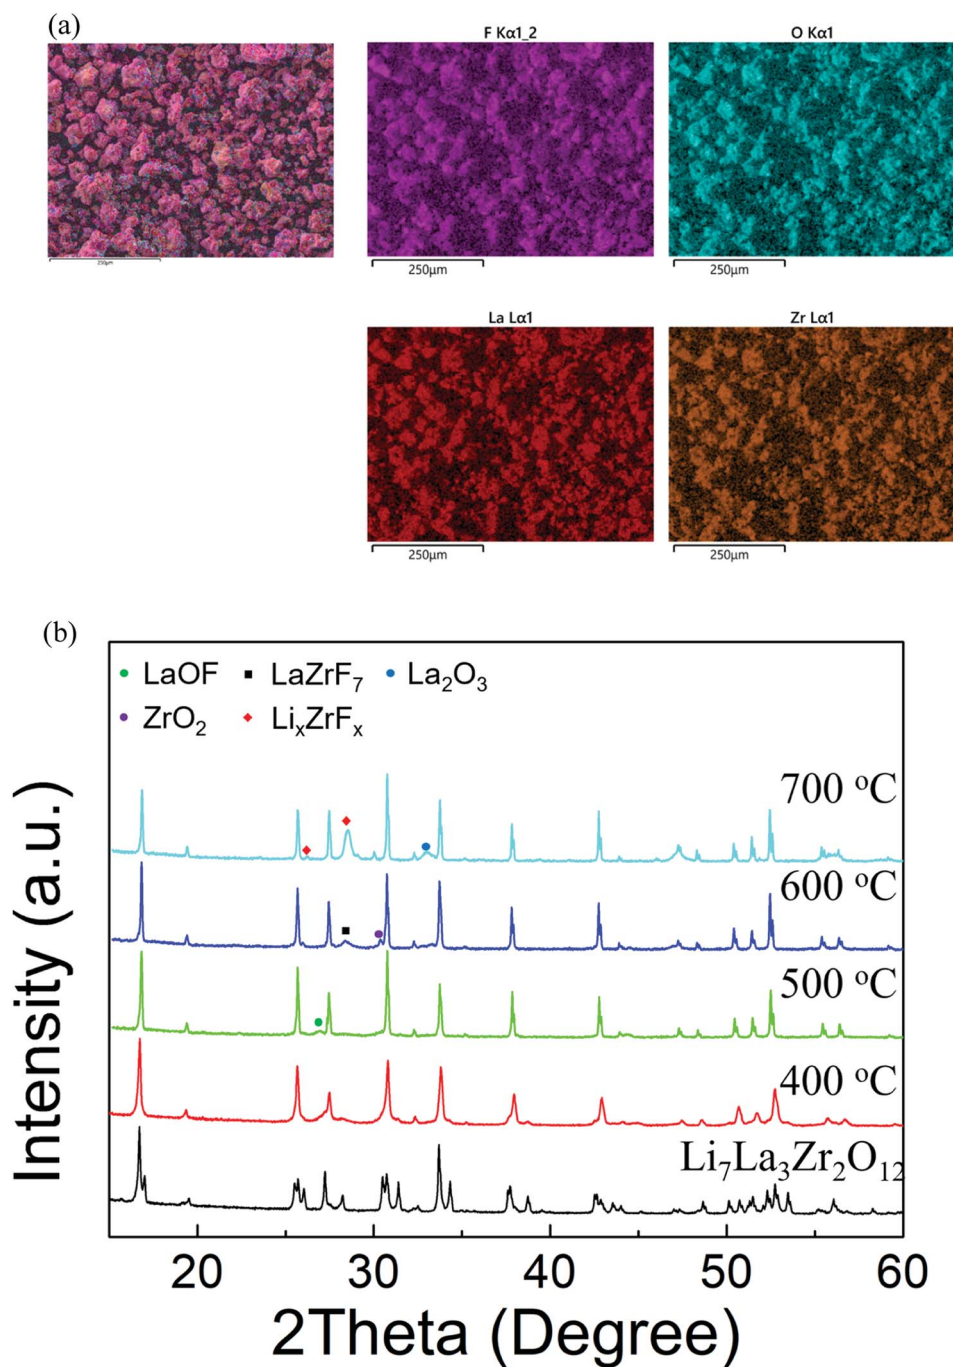 (a)
F Kα1_2
O Kα1
250µm
250µm
250µm
La Lα1
Zr Lα1
250µm
250µm
(b)
LaOF
LaZrF₇
La₂O₃
ZrO₂
LiₓZrFₓ
700 ºC
600 ºC
500 ºC
400 ºC
Li₇La₃Zr₂O₁₂
Intensity (a.u.)
20
30
40
50
60
2Theta (Degree)